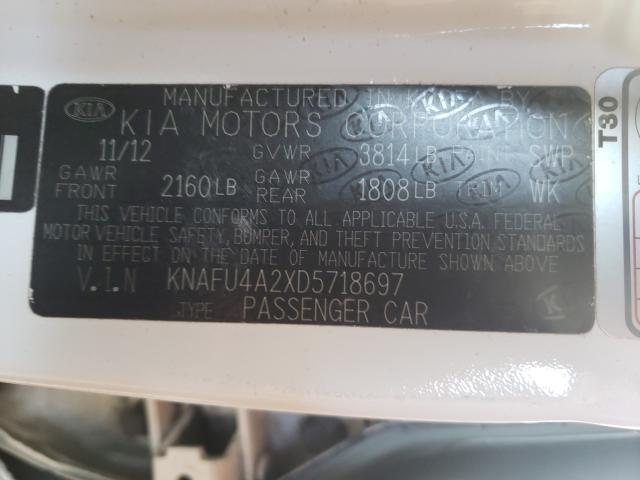 MANUFACTURED IN KOREA BY
KIA KIA MOTORS CORPORATION
11/12 GVWR 3814LB PAINT SWP
GAWR FRONT 2160LB GAWR REAR 1808LB TRIM WK
THIS VEHICLE CONFORMS TO ALL APPLICABLE U.S.A. FEDERAL
MOTOR VEHICLE SAFETY, BUMPER, AND THEFT PREVENTION STANDARDS
IN EFFECT ON THE DATE OF MANUFACTURE SHOWN ABOVE
V.I.N KNAFU4A2XD5718697
TYPE PASSENGER CAR
T30